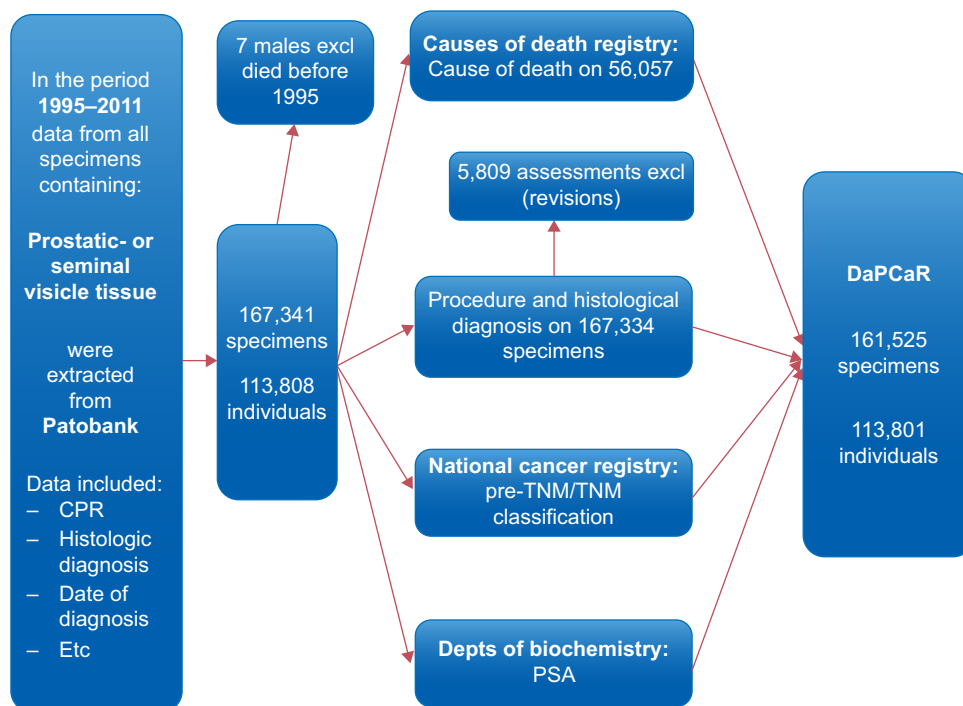 In the period
1995–2011
data from all
specimens
containing:
Prostatic- or
seminal
visicle tissue
were
extracted
from
Patobank
Data included:
– CPR
– Histologic
diagnosis
– Date of
diagnosis
– Etc
7 males excl
died before
1995
167,341
specimens
113,808
individuals
Causes of death registry:
Cause of death on 56,057
5,809 assessments excl
(revisions)
Procedure and histological
diagnosis on 167,334
specimens
National cancer registry:
pre-TNM/TNM
classification
Depts of biochemistry:
PSA
DaPCaR
161,525
specimens
113,801
individuals